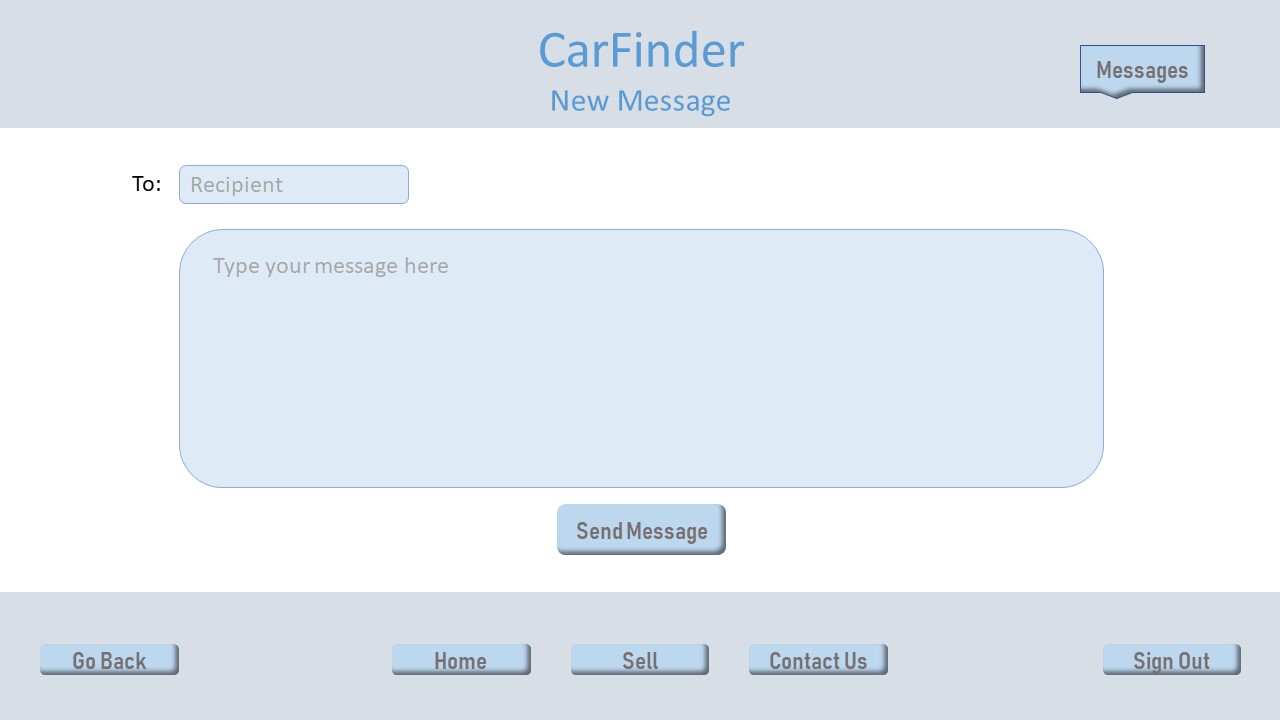 CarFinder
New Message
Messages
To:
Recipient
Type your message here
Send Message
Go Back
Home
Sell
Contact Us
Sign Out